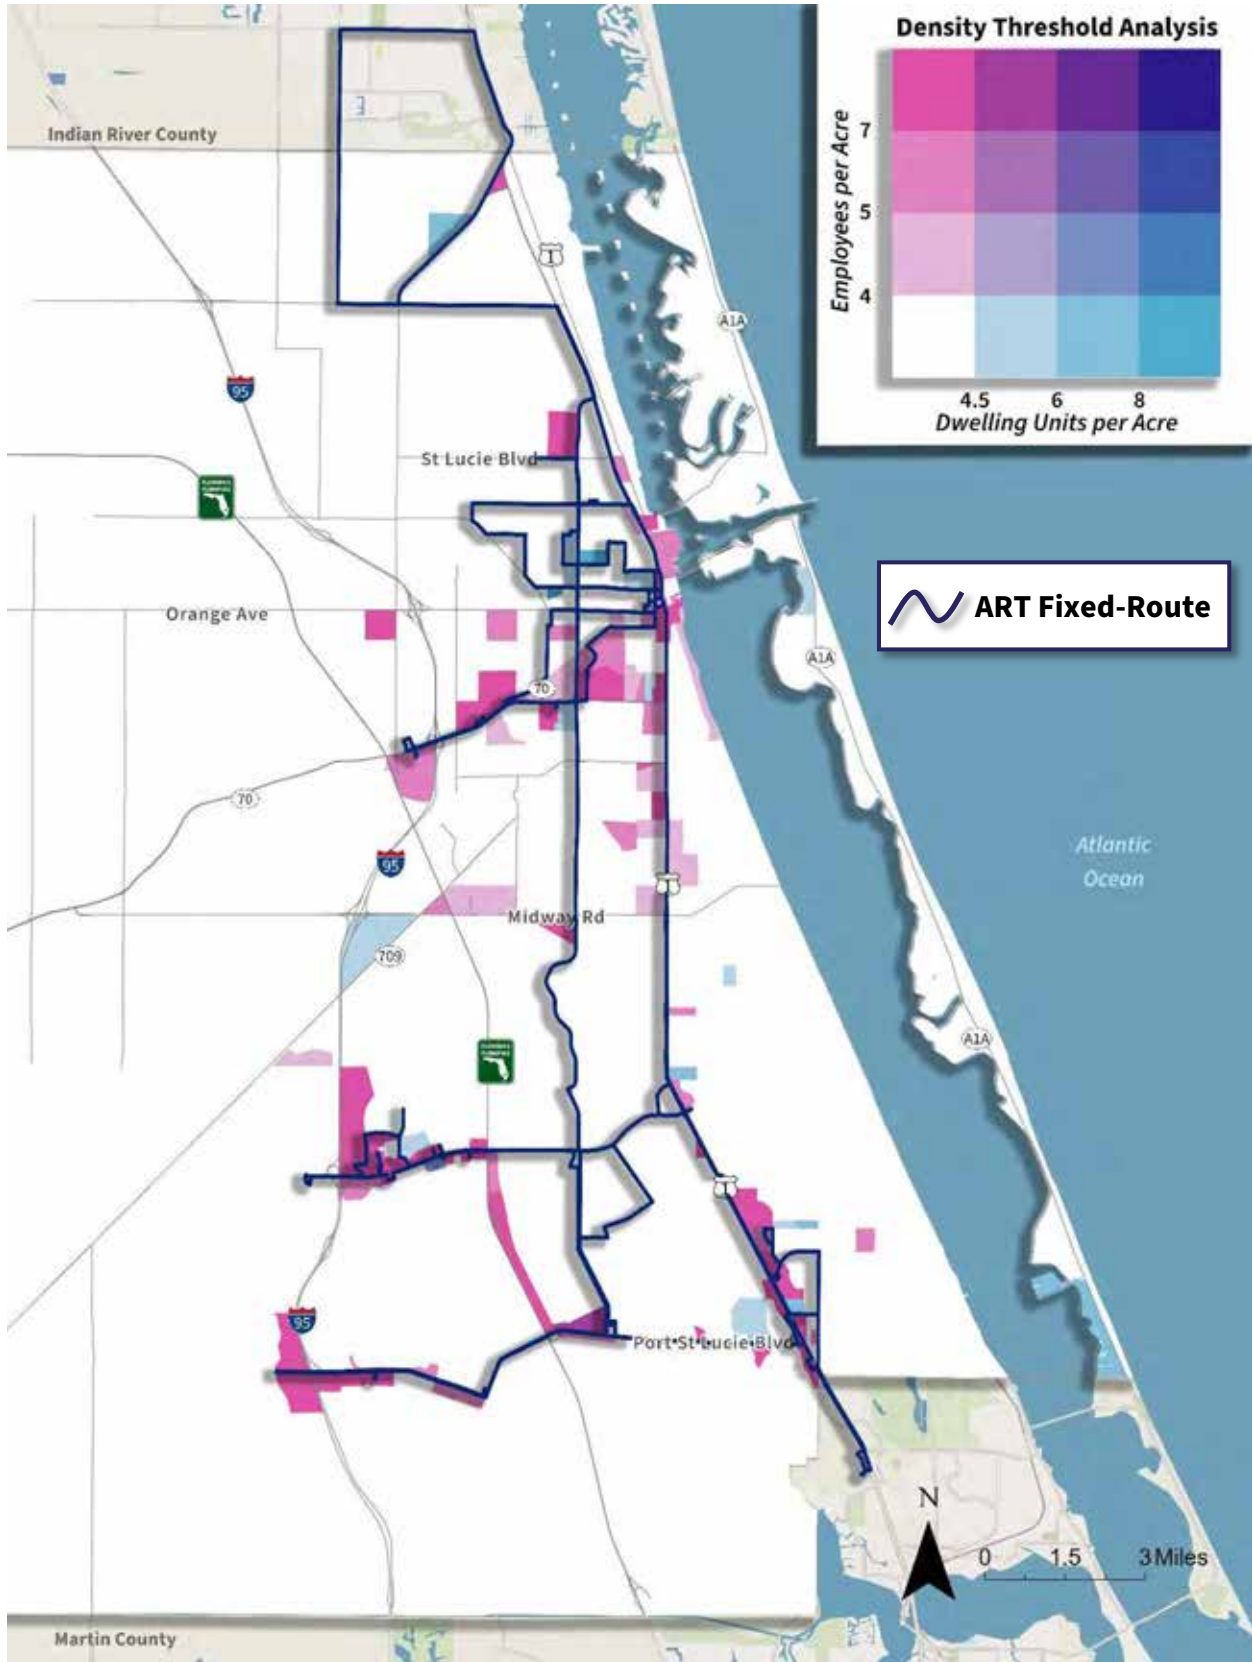 Density Threshold Analysis
Employees per Acre
7
5
4
4.5 6 8
Dwelling Units per Acre
Indian River County
1
A1A
95
St Lucie Blvd
ART Fixed-Route
Orange Ave
A1A
70
70
95
Atlantic
Ocean
1
Midway Rd
709
A1A
1
95
Port St Lucie Blvd
N
0 1.5 3 Miles
Martin County